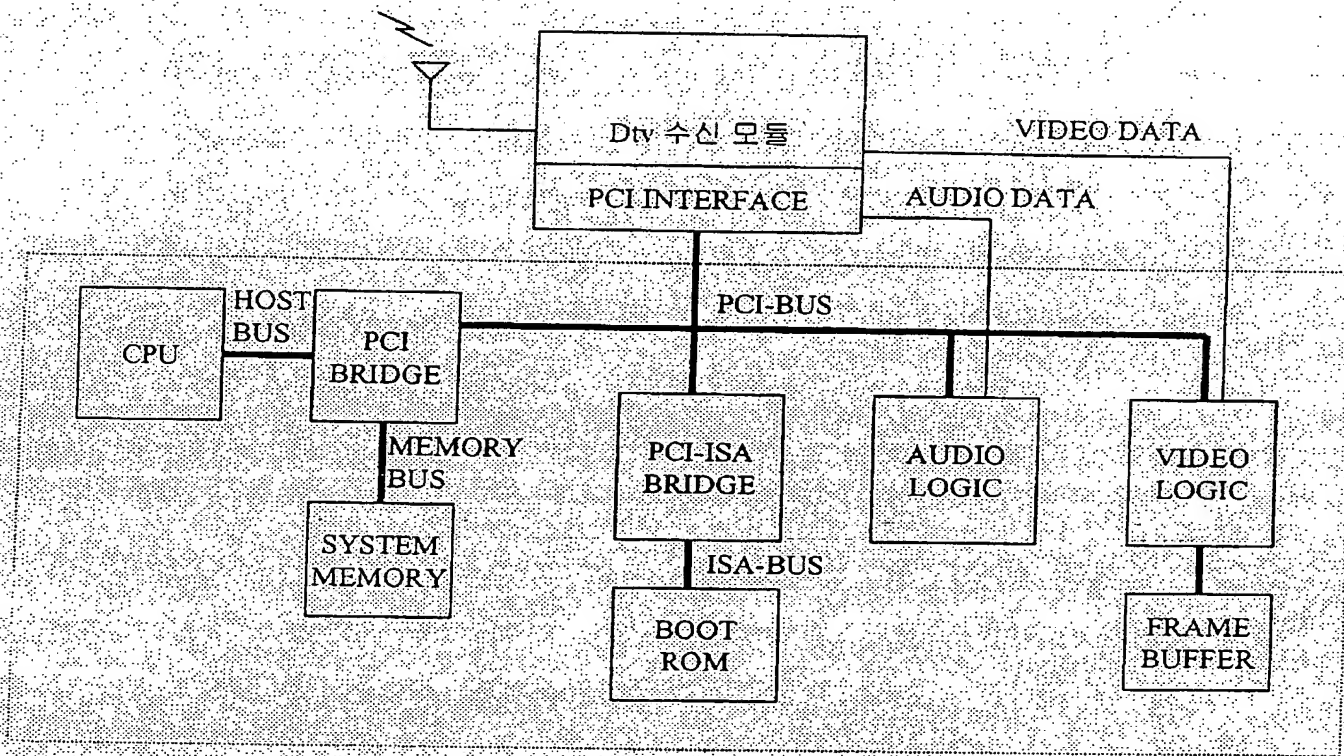 Dtv 수신 모듈
VIDEO DATA
PCI INTERFACE
AUDIO DATA
HOST
BUS
PCI-BUS
CPU
PCI
BRIDGE
MEMORY
BUS
PCI-ISA
BRIDGE
AUDIO
LOGIC
VIDEO
LOGIC
SYSTEM
MEMORY
ISA-BUS
BOOT
ROM
FRAME
BUFFER